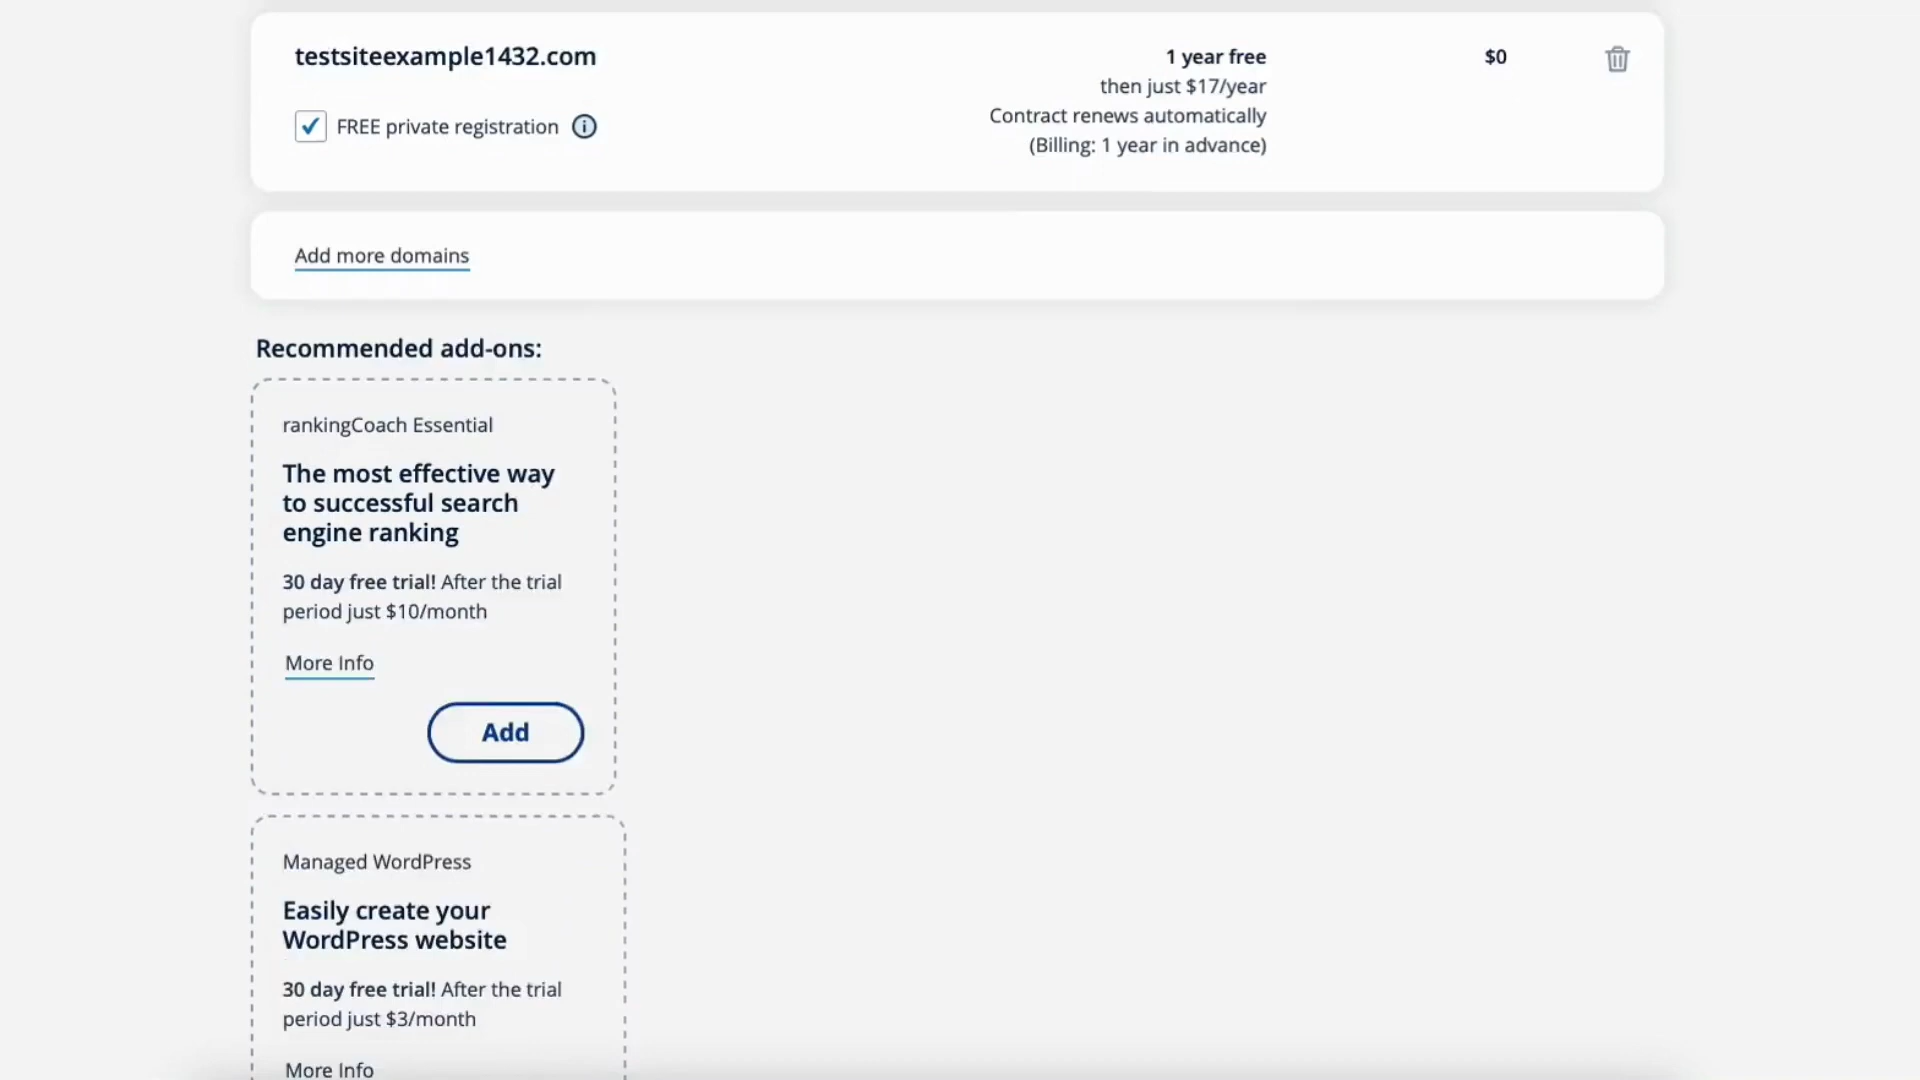 testsiteexample1432.com
1 year free
$0
then just $17/year
Contract renews automatically
FREE private registration
(Billing: 1 year in advance)
Add more domains
Recommended add-ons:
rankingCoach Essential
The most effective way
to successful search
engine ranking
30 day free trial! After the trial
period just $10/month
More Info
Add
Managed WordPress
Easily create your
WordPress website
30 day free trial! After the trial
period just $3/month
More Info